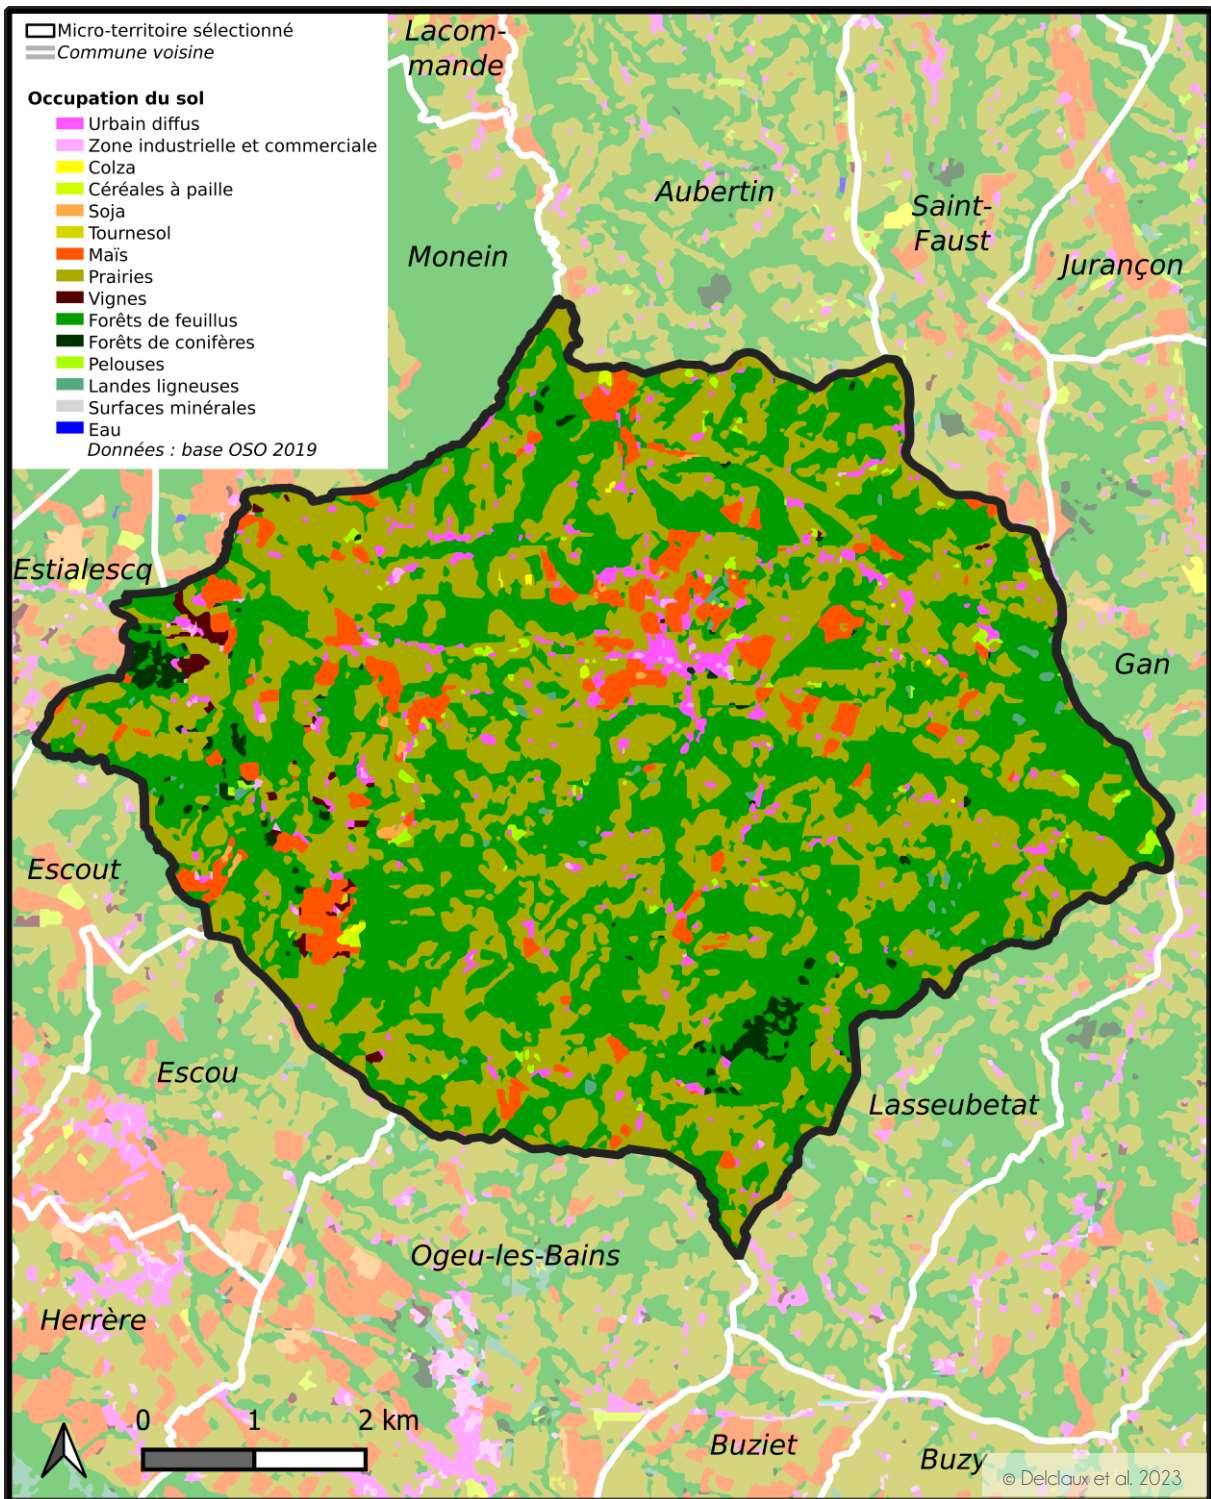 Micro-territoire sélectionné
Commune voisine
Occupation du sol
Urbain diffus
Zone industrielle et commerciale
Colza
Céréales à paille
Soja
Tournesol
Maïs
Prairies
Vignes
Forêts de feuillus
Forêts de conifères
Pelouses
Landes ligneuses
Surfaces minérales
Eau
Données : base OSO 2019
Lacom-
mande
Aubertin
Saint-
Faust
Monein
Jurançon
Estialescq
Gan
Escout
Escou
Lasseubetat
Ogeu-les-Bains
Herrère
0 1 2 km
Buziet
Buzy
© Delclaux et al. 2023